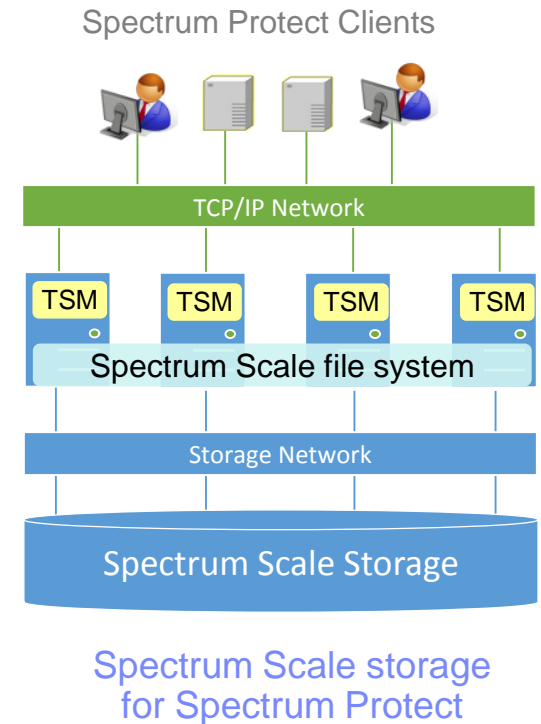 Spectrum Protect Clients
TCP/IP Network
TSM TSM TSM TSM
Spectrum Scale file system
Storage Network
Spectrum Scale Storage
Spectrum Scale storage
for Spectrum Protect